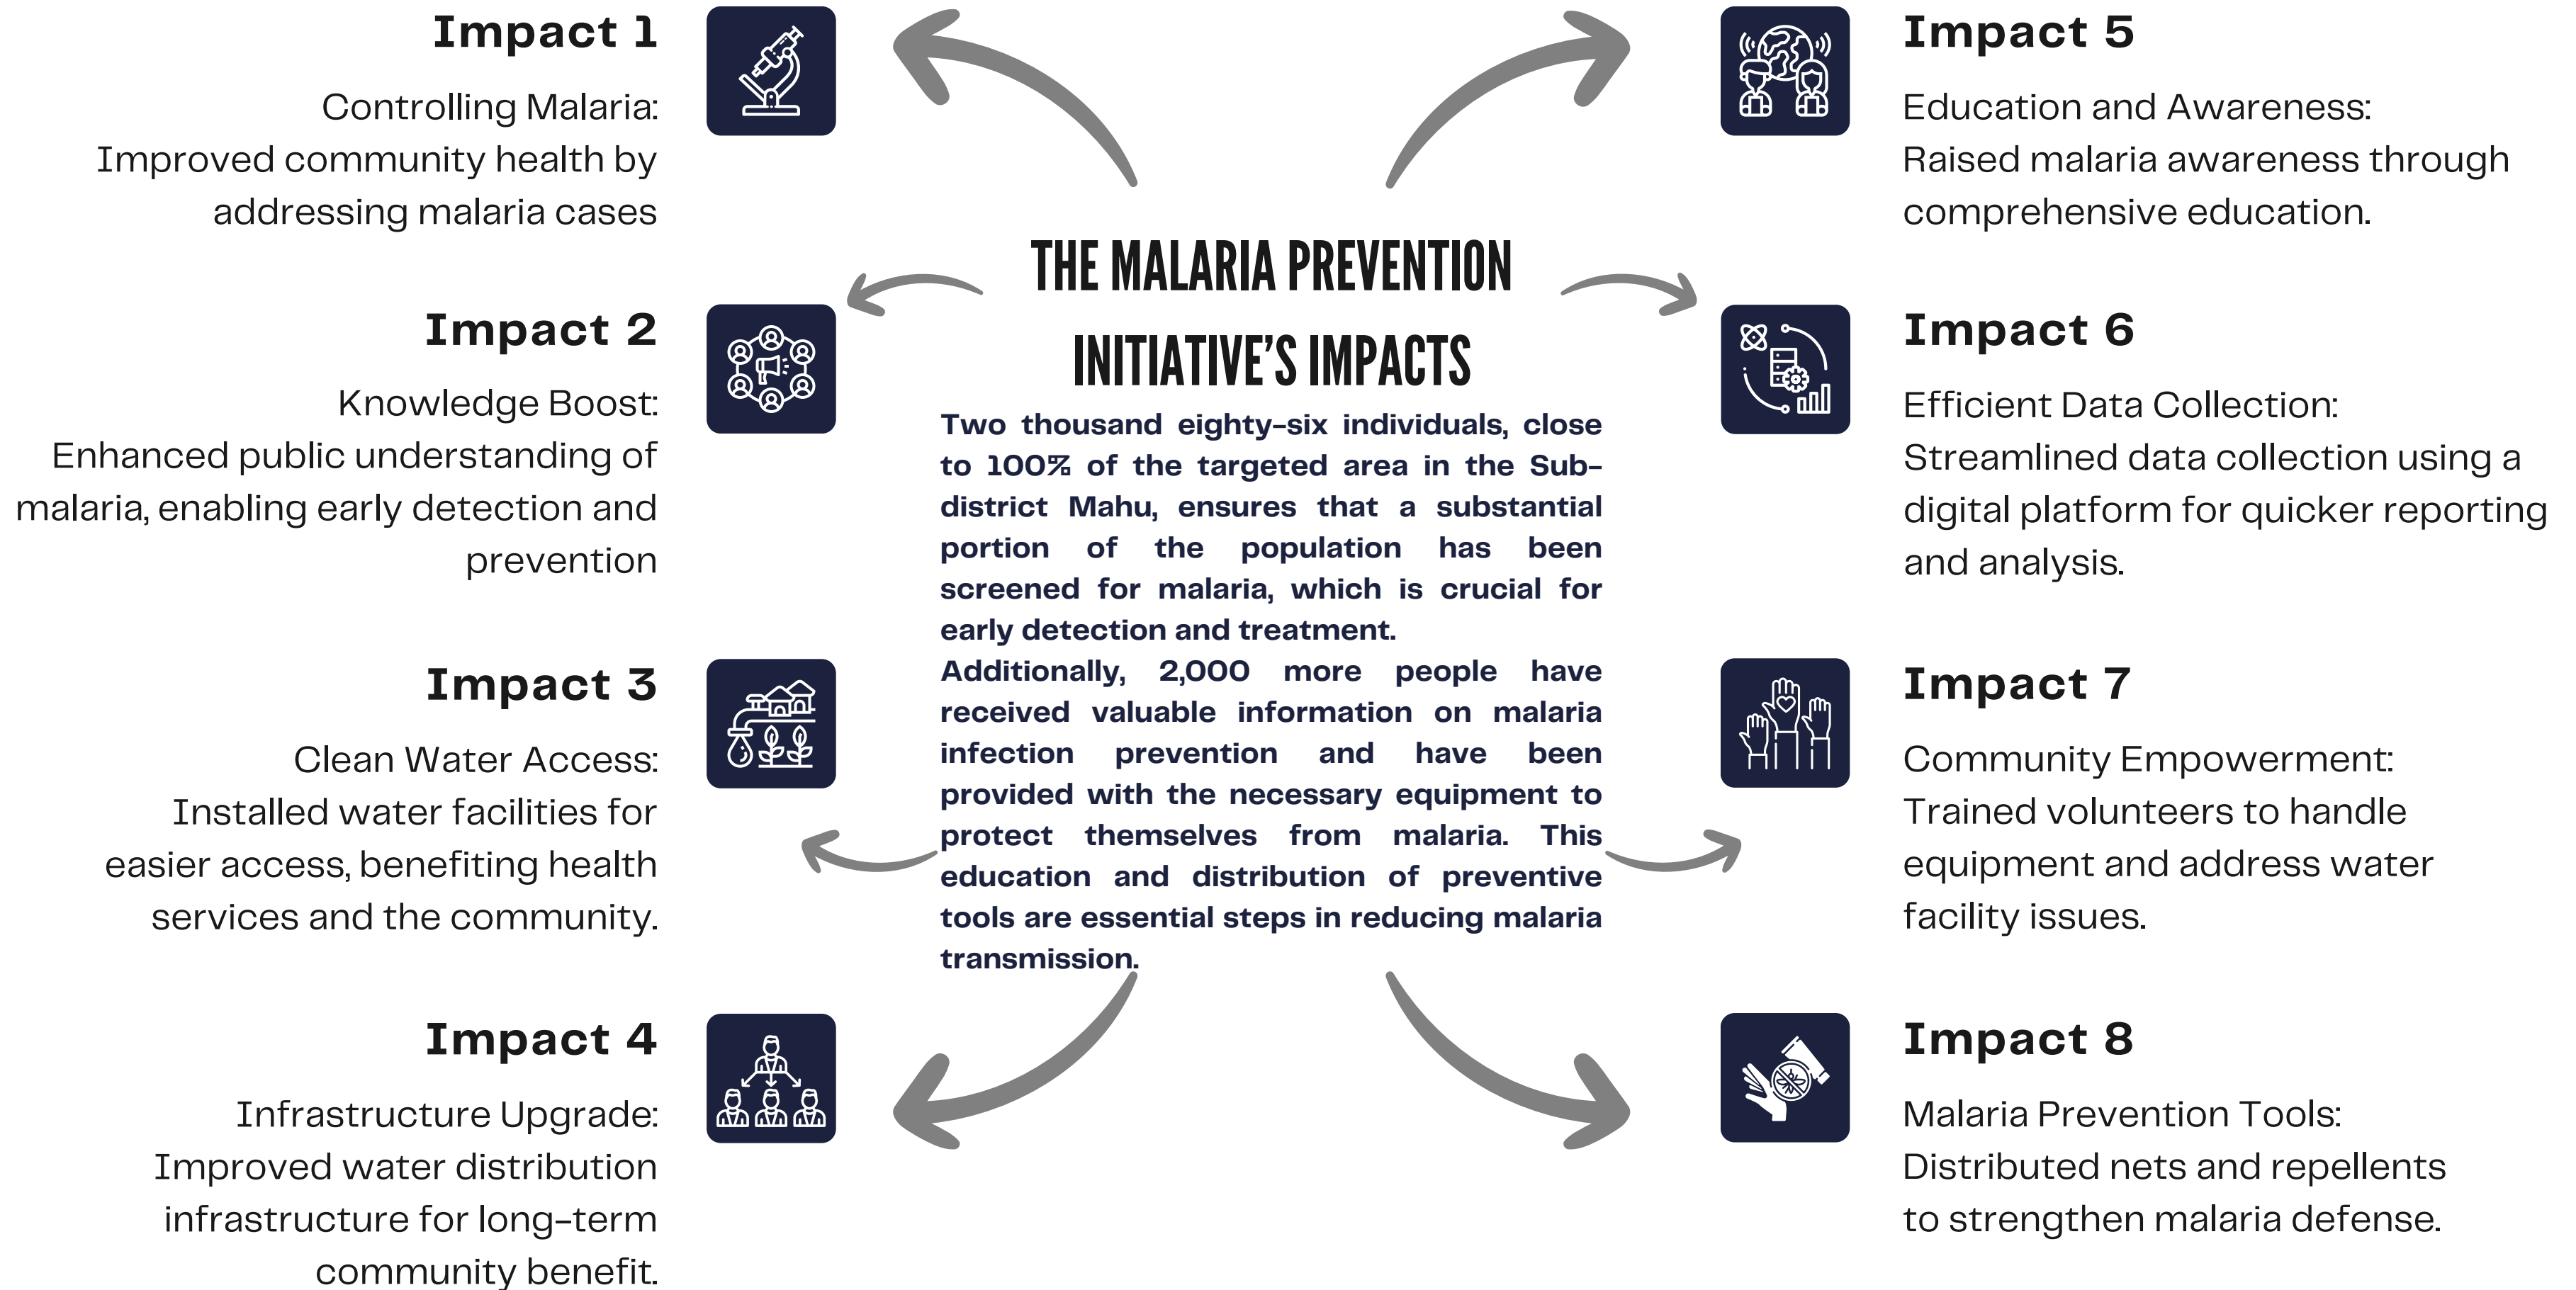 Impact 1
Controlling Malaria:
Improved community health by
addressing malaria cases
Impact 2
Knowledge Boost:
Enhanced public understanding of
malaria, enabling early detection and
prevention
Impact 3
Clean Water Access:
Installed water facilities for
easier access, benefiting health
services and the community.
Impact 4
Infrastructure Upgrade:
Improved water distribution
infrastructure for long-term
community benefit.
THE MALARIA PREVENTION
INITIATIVE'S IMPACTS
Two thousand eighty-six individuals, close
to 100% of the targeted area in the Sub-
district Mahu, ensures that a substantial
portion of the population has been
screened for malaria, which is crucial for
early detection and treatment.
Additionally, 2,000 more people have
received valuable information on malaria
infection prevention and have been
provided with the necessary equipment to
protect themselves from malaria. This
education and distribution of preventive
tools are essential steps in reducing malaria
transmission.
Impact 5
Education and Awareness:
Raised malaria awareness through
comprehensive education.
Impact 6
Efficient Data Collection:
Streamlined data collection using a
digital platform for quicker reporting
and analysis.
Impact 7
Community Empowerment:
Trained volunteers to handle
equipment and address water
facility issues.
Impact 8
Malaria Prevention Tools:
Distributed nets and repellents
to strengthen malaria defense.